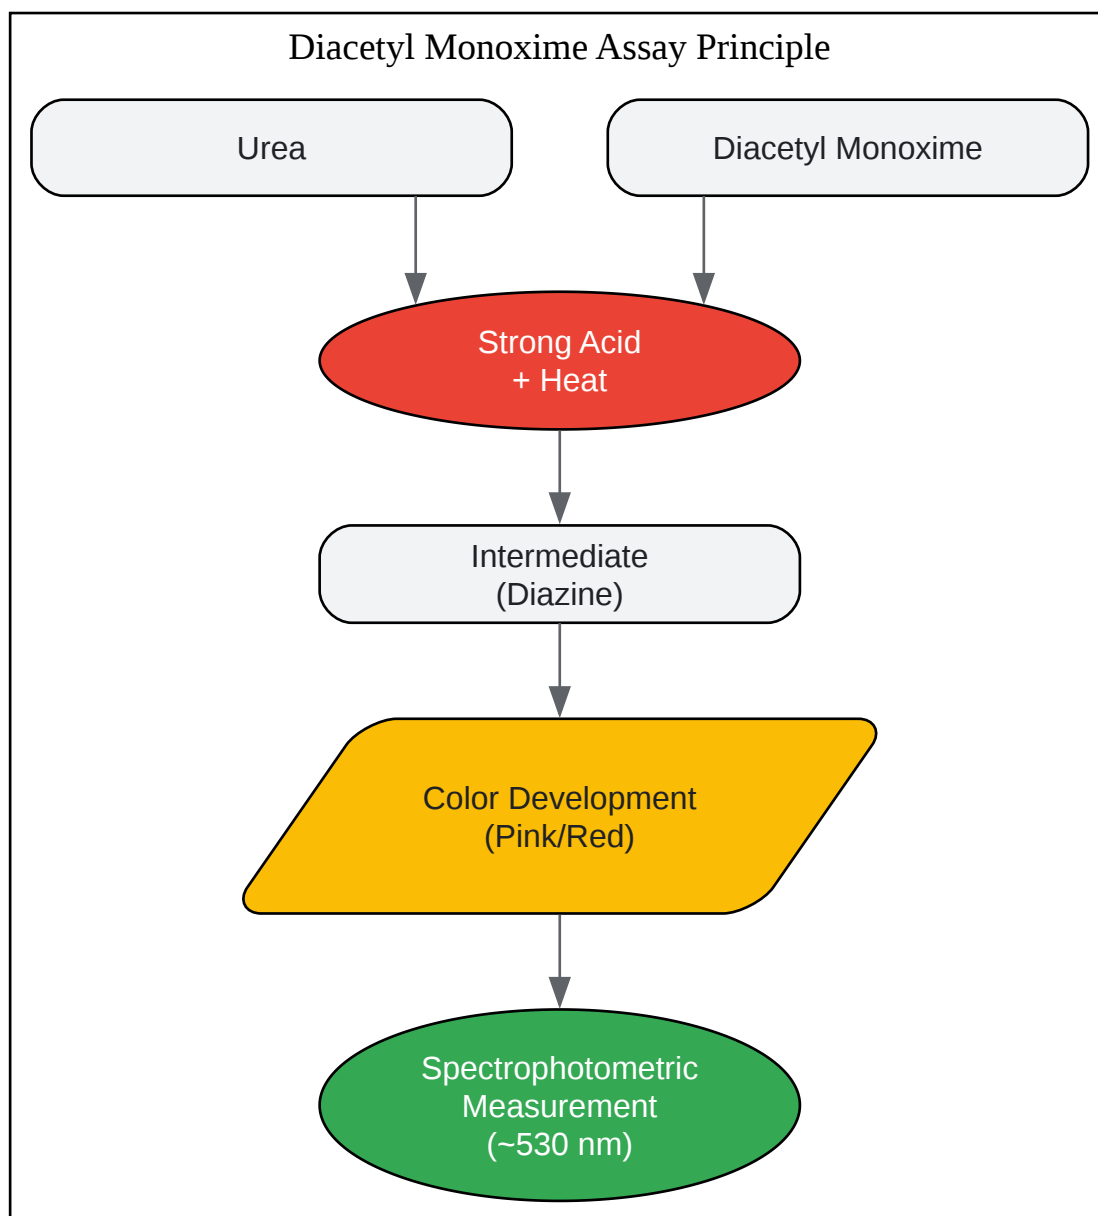 Diacetyl Monoxime Assay Principle
Urea
Diacetyl Monoxime
Strong Acid
+ Heat
Intermediate
(Diazine)
Color Development
(Pink/Red)
Spectrophotometric
Measurement
(~530 nm)